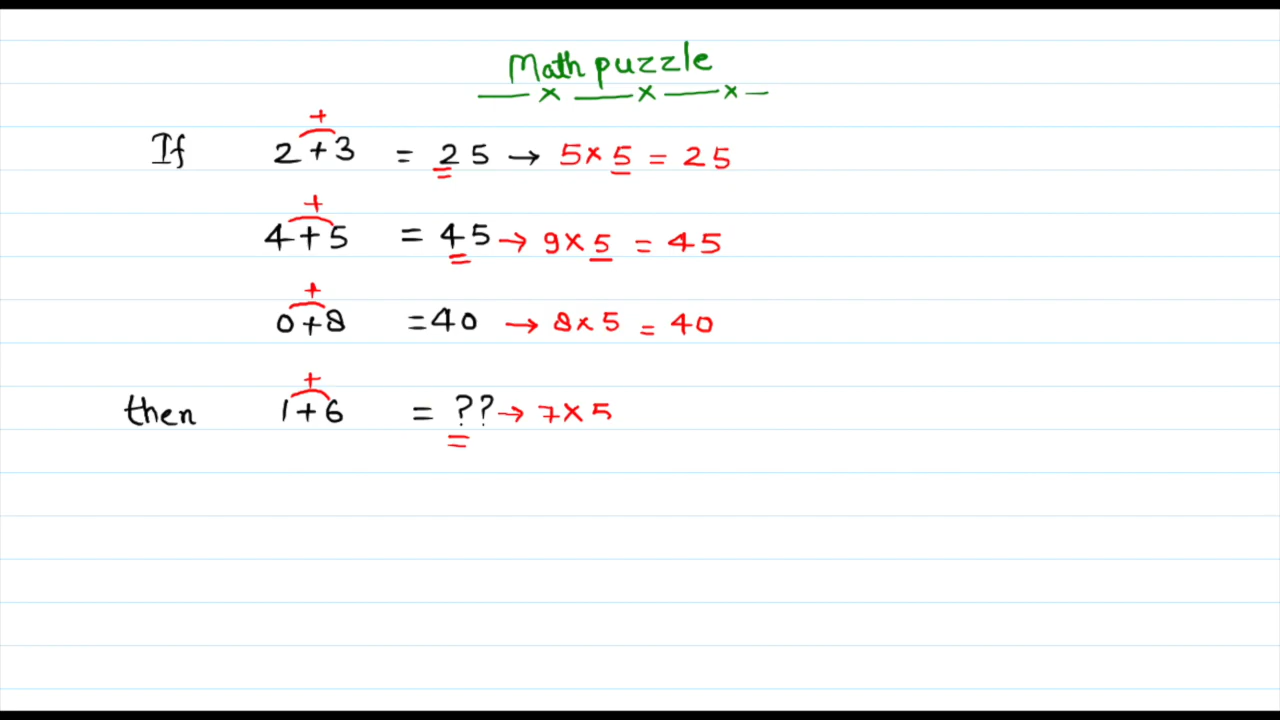 Math puzzle
If 2+3 = 25 → 5×5 = 25
4+5 = 45 → 9×5 = 45
0+8 =40 → 8×5 = 40
then 1+6 = ?? → 7×5